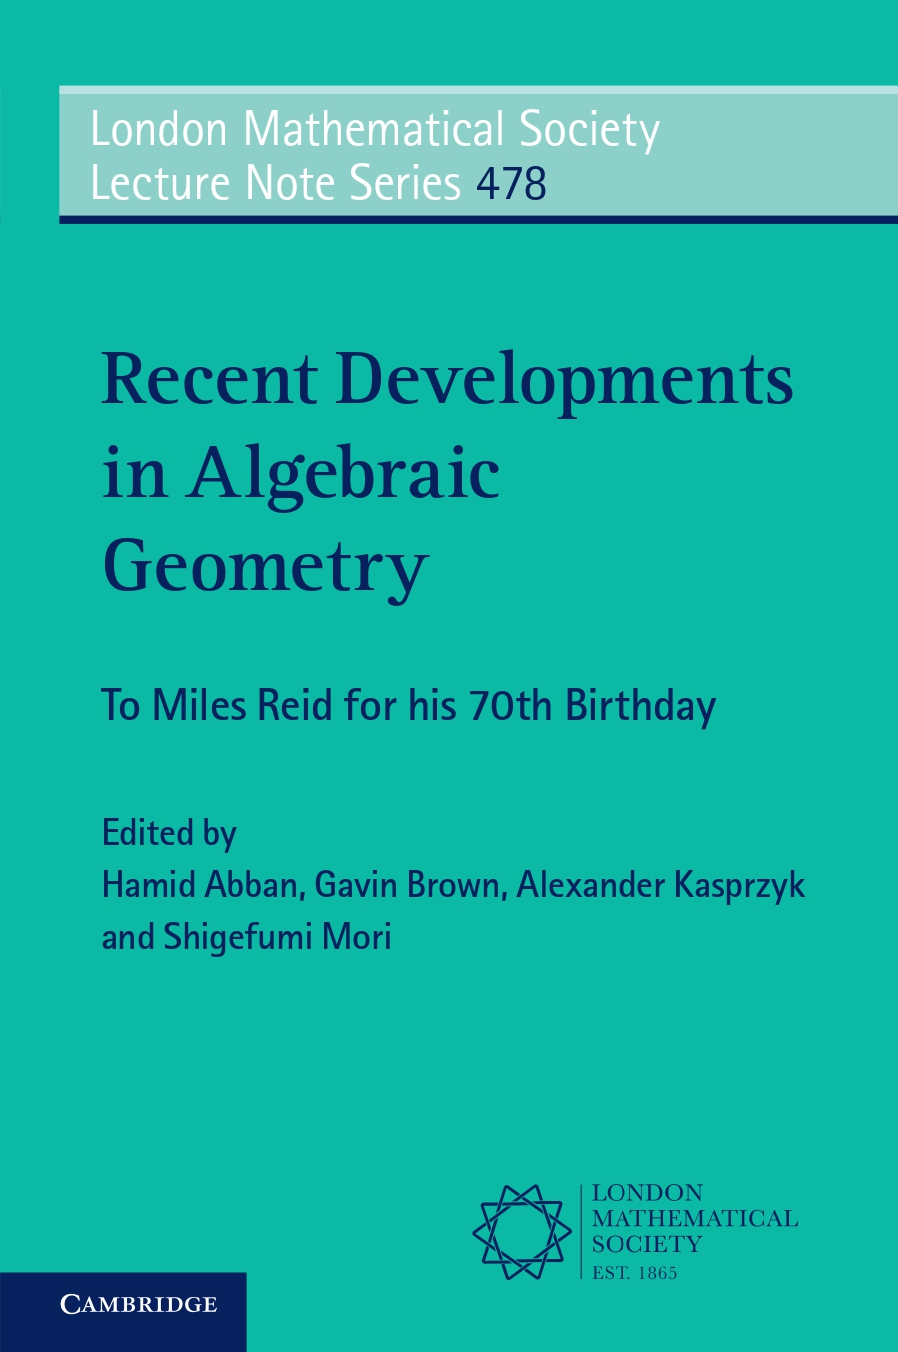 London Mathematical Society
Lecture Note Series 478
Recent Developments
in Algebraic
Geometry
To Miles Reid for his 70th Birthday
Edited by
Hamid Abban, Gavin Brown, Alexander Kasprzyk
and Shigefumi Mori
LONDON
MATHEMATICAL
SOCIETY
EST. 1865
CAMBRIDGE